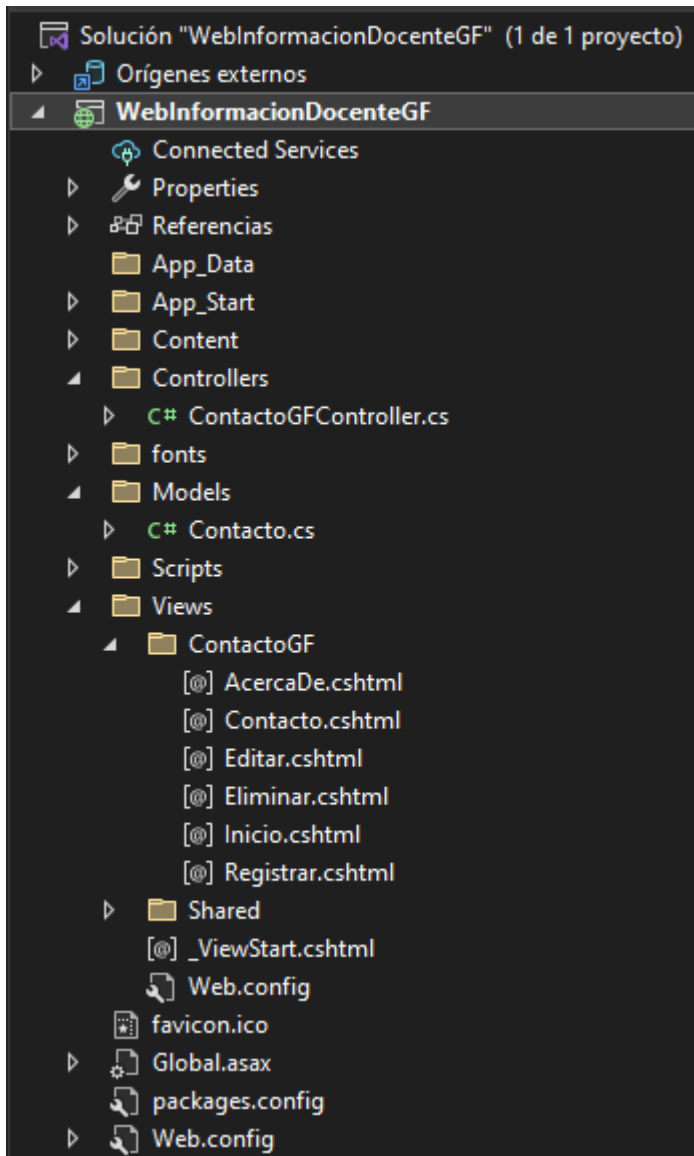 Solución "WebInformacionDocenteGF" (1 de 1 proyecto)
Orígenes externos
WebInformacionDocenteGF
Connected Services
Properties
Referencias
App_Data
App_Start
Content
Controllers
C# ContactoGFController.cs
fonts
Models
C# Contacto.cs
Scripts
Views
ContactoGF
[@] AcercaDe.cshtml
[@] Contacto.cshtml
[@] Editar.cshtml
[@] Eliminar.cshtml
[@] Inicio.cshtml
[@] Registrar.cshtml
Shared
[@] _ViewStart.cshtml
Web.config
favicon.ico
Global.asax
packages.config
Web.config